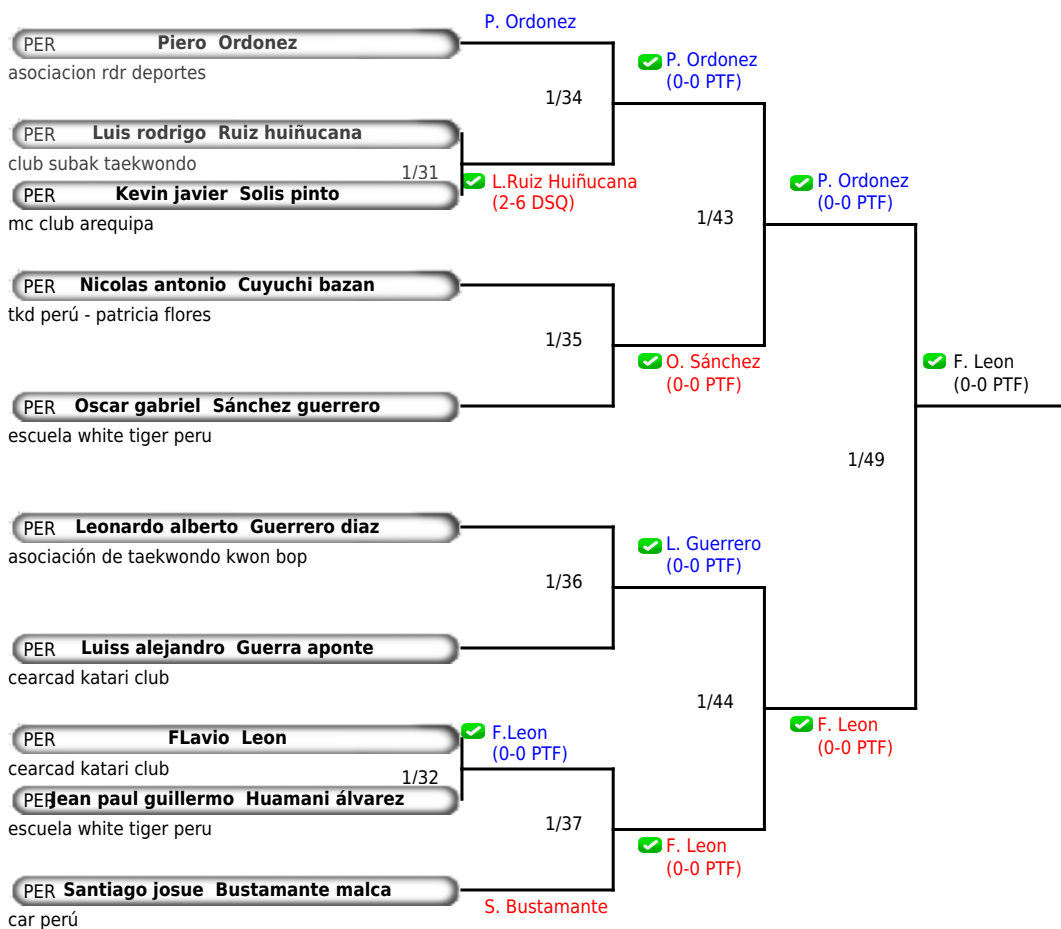 P. Ordonez
PER Piero Ordonez
asociacion rdr deportes
P. Ordonez
(0-0 PTF)
1/34
PER Luis rodrigo Ruiz huiñucana
club subak taekwondo
1/31
L.Ruiz Huiñucana
(2-6 DSQ)
PER Kevin javier Solis pinto
mc club arequipa
P. Ordonez
(0-0 PTF)
1/43
PER Nicolas antonio Cuyuchi bazan
tkd perú - patricia flores
1/35
O. Sánchez
(0-0 PTF)
F. Leon
(0-0 PTF)
PER Oscar gabriel Sánchez guerrero
escuela white tiger peru
1/49
PER Leonardo alberto Guerrero diaz
asociación de taekwondo kwon bop
L. Guerrero
(0-0 PTF)
1/36
PER Luiss alejandro Guerra aponte
cearcad katari club
1/44
PER FLavio Leon
cearcad katari club
F.Leon
(0-0 PTF)
F. Leon
(0-0 PTF)
1/32
PER Jean paul guillermo Huamani álvarez
escuela white tiger peru
1/37
F. Leon
(0-0 PTF)
PER Santiago josue Bustamante malca
car perú
S. Bustamante